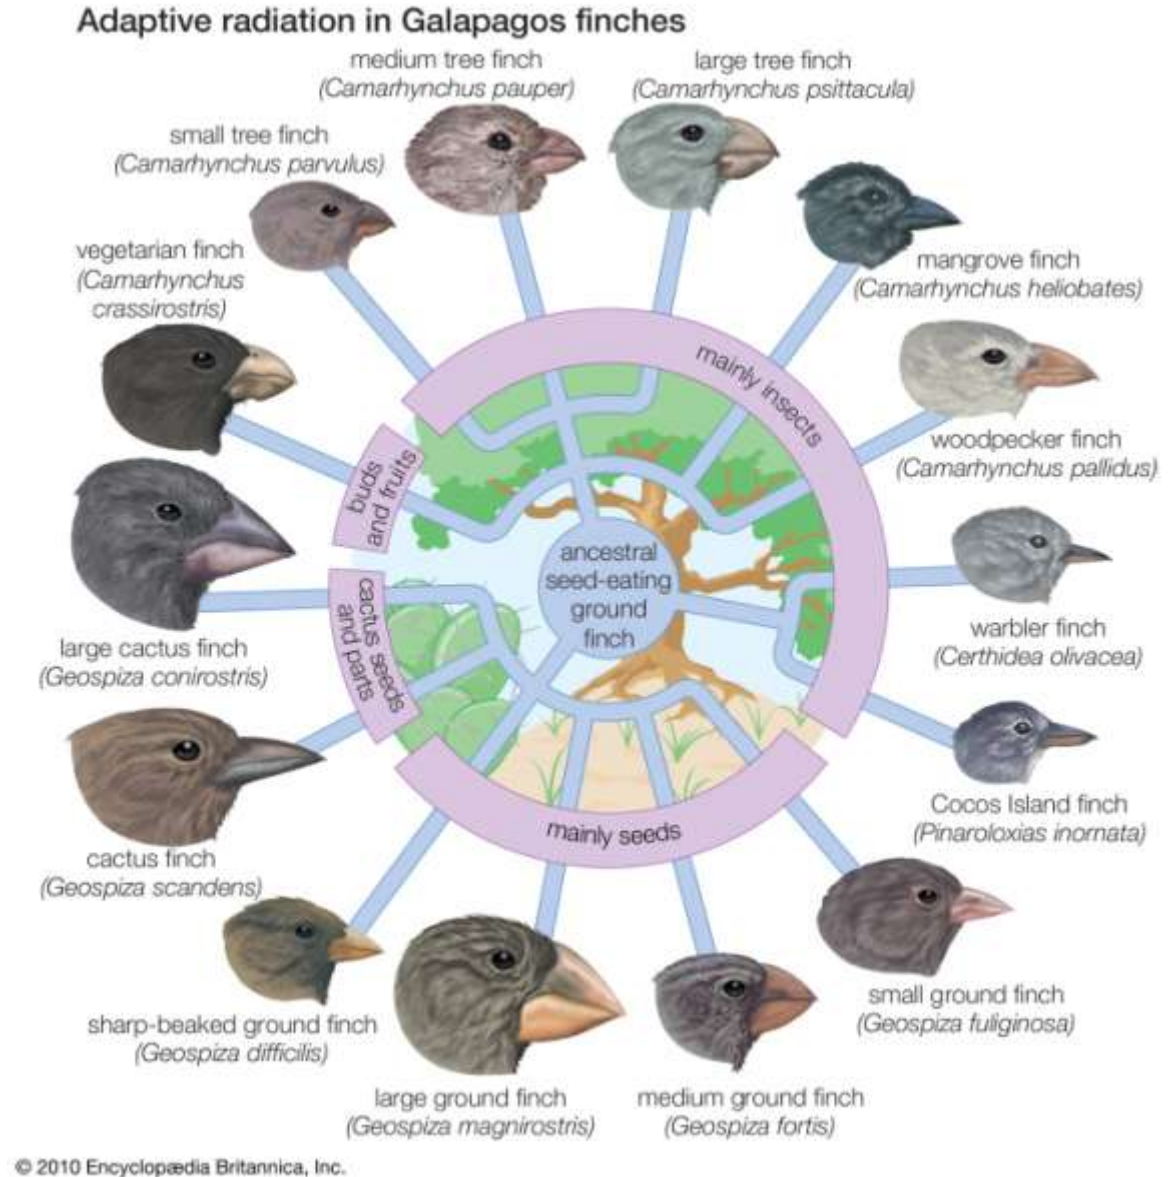 Adaptive radiation in Galapagos finches
medium tree finch
(Camarhynchus pauper)
large tree finch
(Camarhynchus psittacula)
small tree finch
(Camarhynchus parvulus)
mangrove finch
(Camarhynchus heliobates)
vegetarian finch
(Camarhynchus
crassirostris)
woodpecker finch
(Camarhynchus pallidus)
mainly insects
buds
and fruits
ancestral
seed-eating
ground
finch
cactus seeds
and parts
warbler finch
(Certhidea olivacea)
large cactus finch
(Geospiza conirostris)
Cocos Island finch
(Pinaroloxias inornata)
mainly seeds
cactus finch
(Geospiza scandens)
small ground finch
(Geospiza fuliginosa)
sharp-beaked ground finch
(Geospiza difficilis)
large ground finch
(Geospiza magnirostris)
medium ground finch
(Geospiza fortis)
© 2010 Encyclopædia Britannica, Inc.